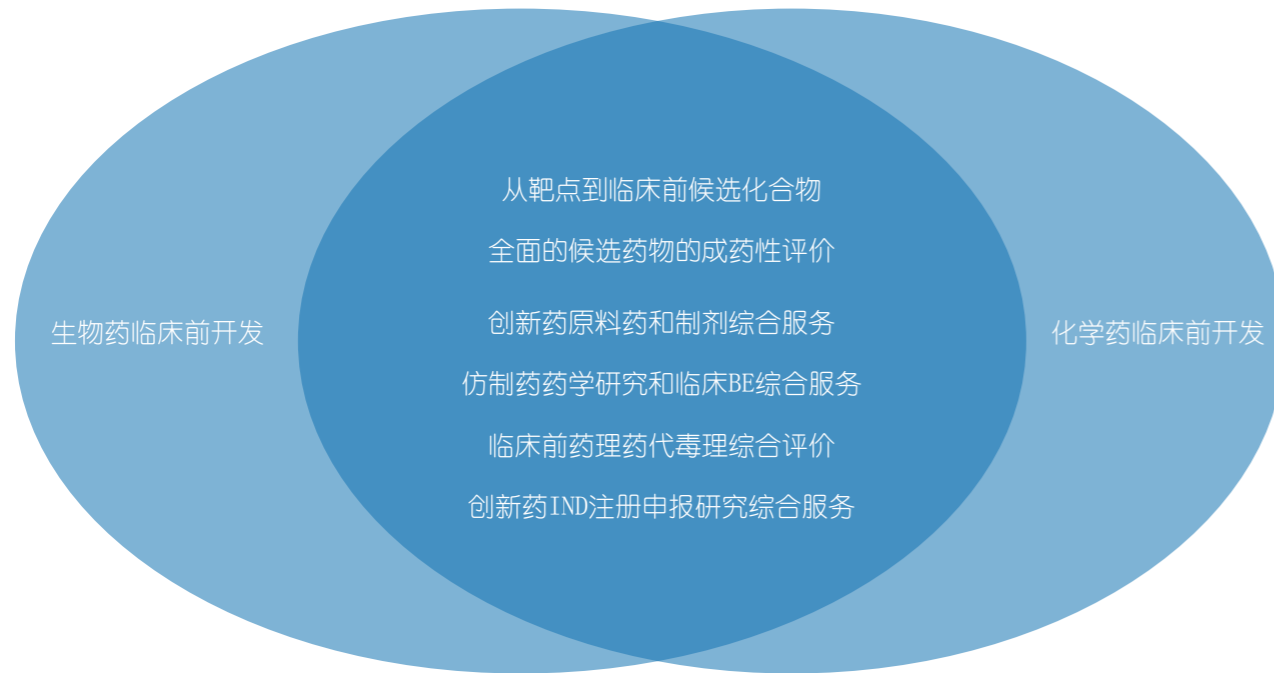 从靶点到临床前候选化合物
全面的候选药物的成药性评价
创新药原料药和制剂综合服务
生物药临床前开发
化学药临床前开发
仿制药药学研究和临床BE综合服务
临床前药理药代毒理综合评价
创新药IND注册申报研究综合服务